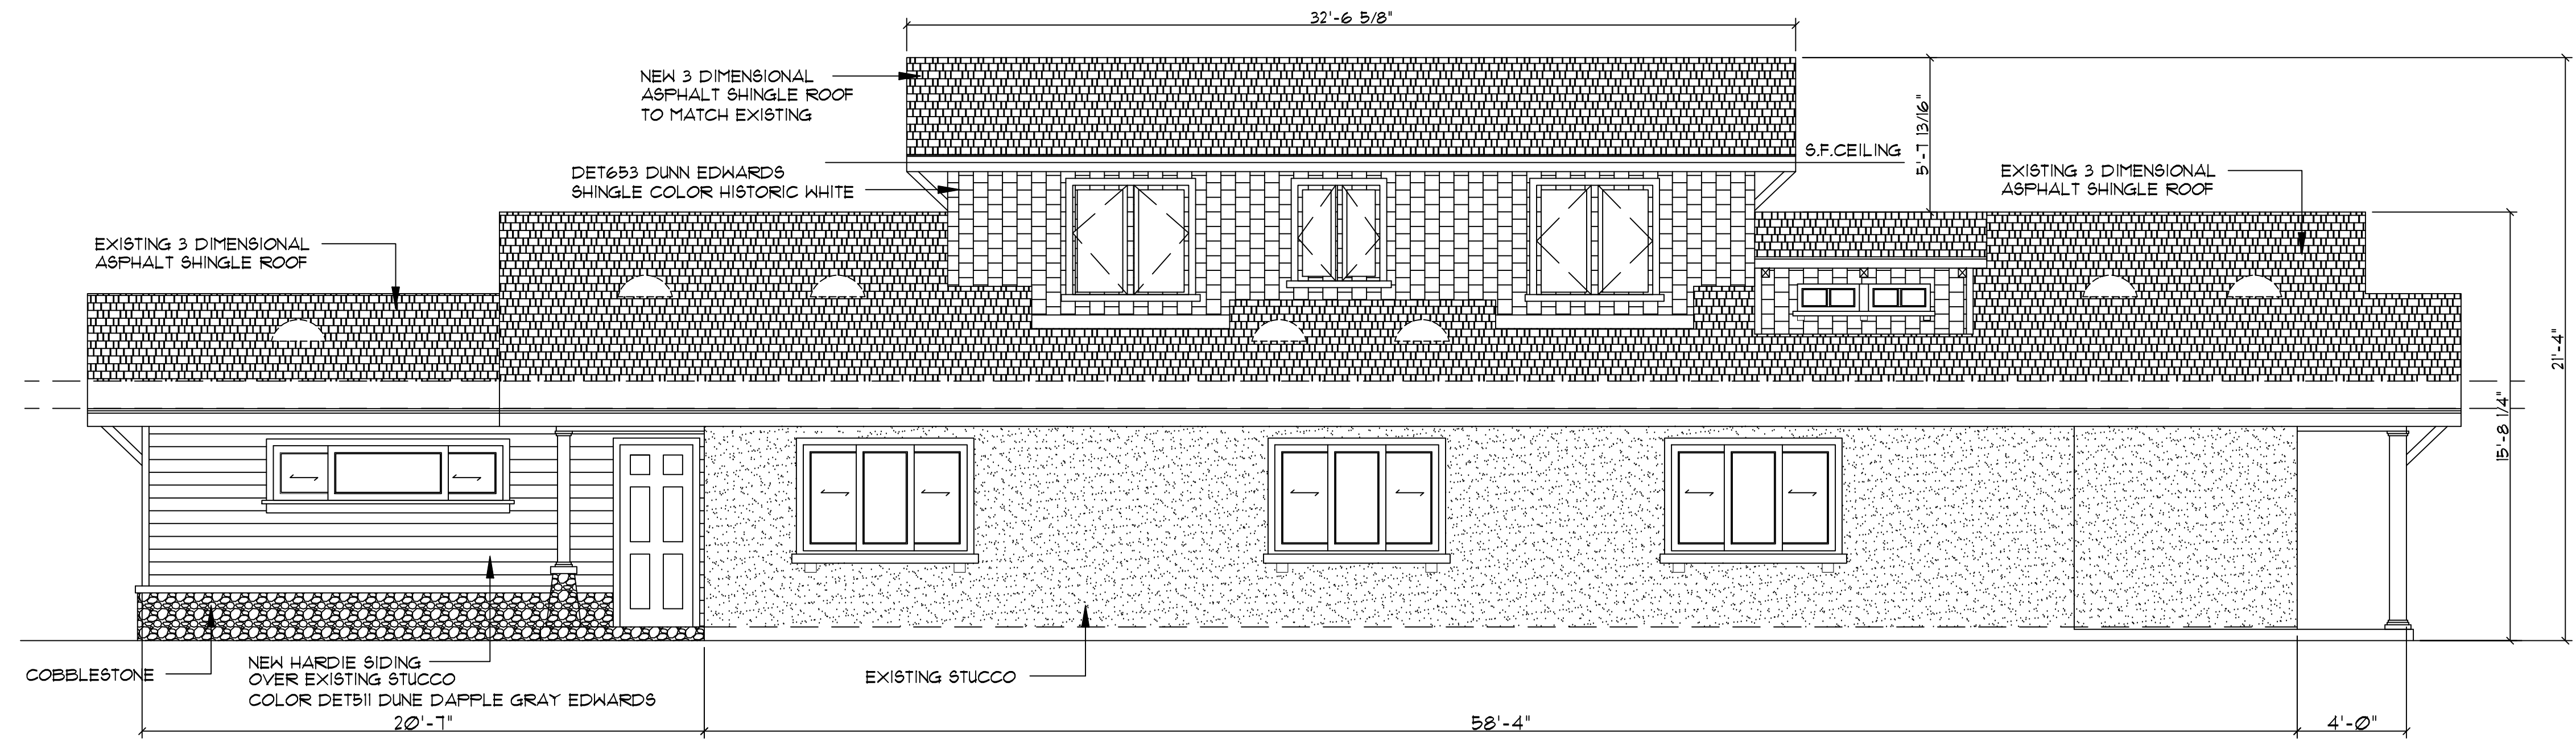 32'-6 5/8"
NEW 3 DIMENSIONAL
ASPHALT SHINGLE ROOF
TO MATCH EXISTING
5'-7 13/16"
S.F.CEILING
DET653 DUNN EDWARDS
SHINGLE COLOR HISTORIC WHITE
EXISTING 3 DIMENSIONAL
ASPHALT SHINGLE ROOF
EXISTING 3 DIMENSIONAL
ASPHALT SHINGLE ROOF
21'-4"
15'-8 1/4"
COBBLESTONE
NEW HARDIE SIDING
OVER EXISTING STUCCO
COLOR DET511 DUNE DAPPLE GRAY EDWARDS
EXISTING STUCCO
20'-7"
58'-4"
4'-0"